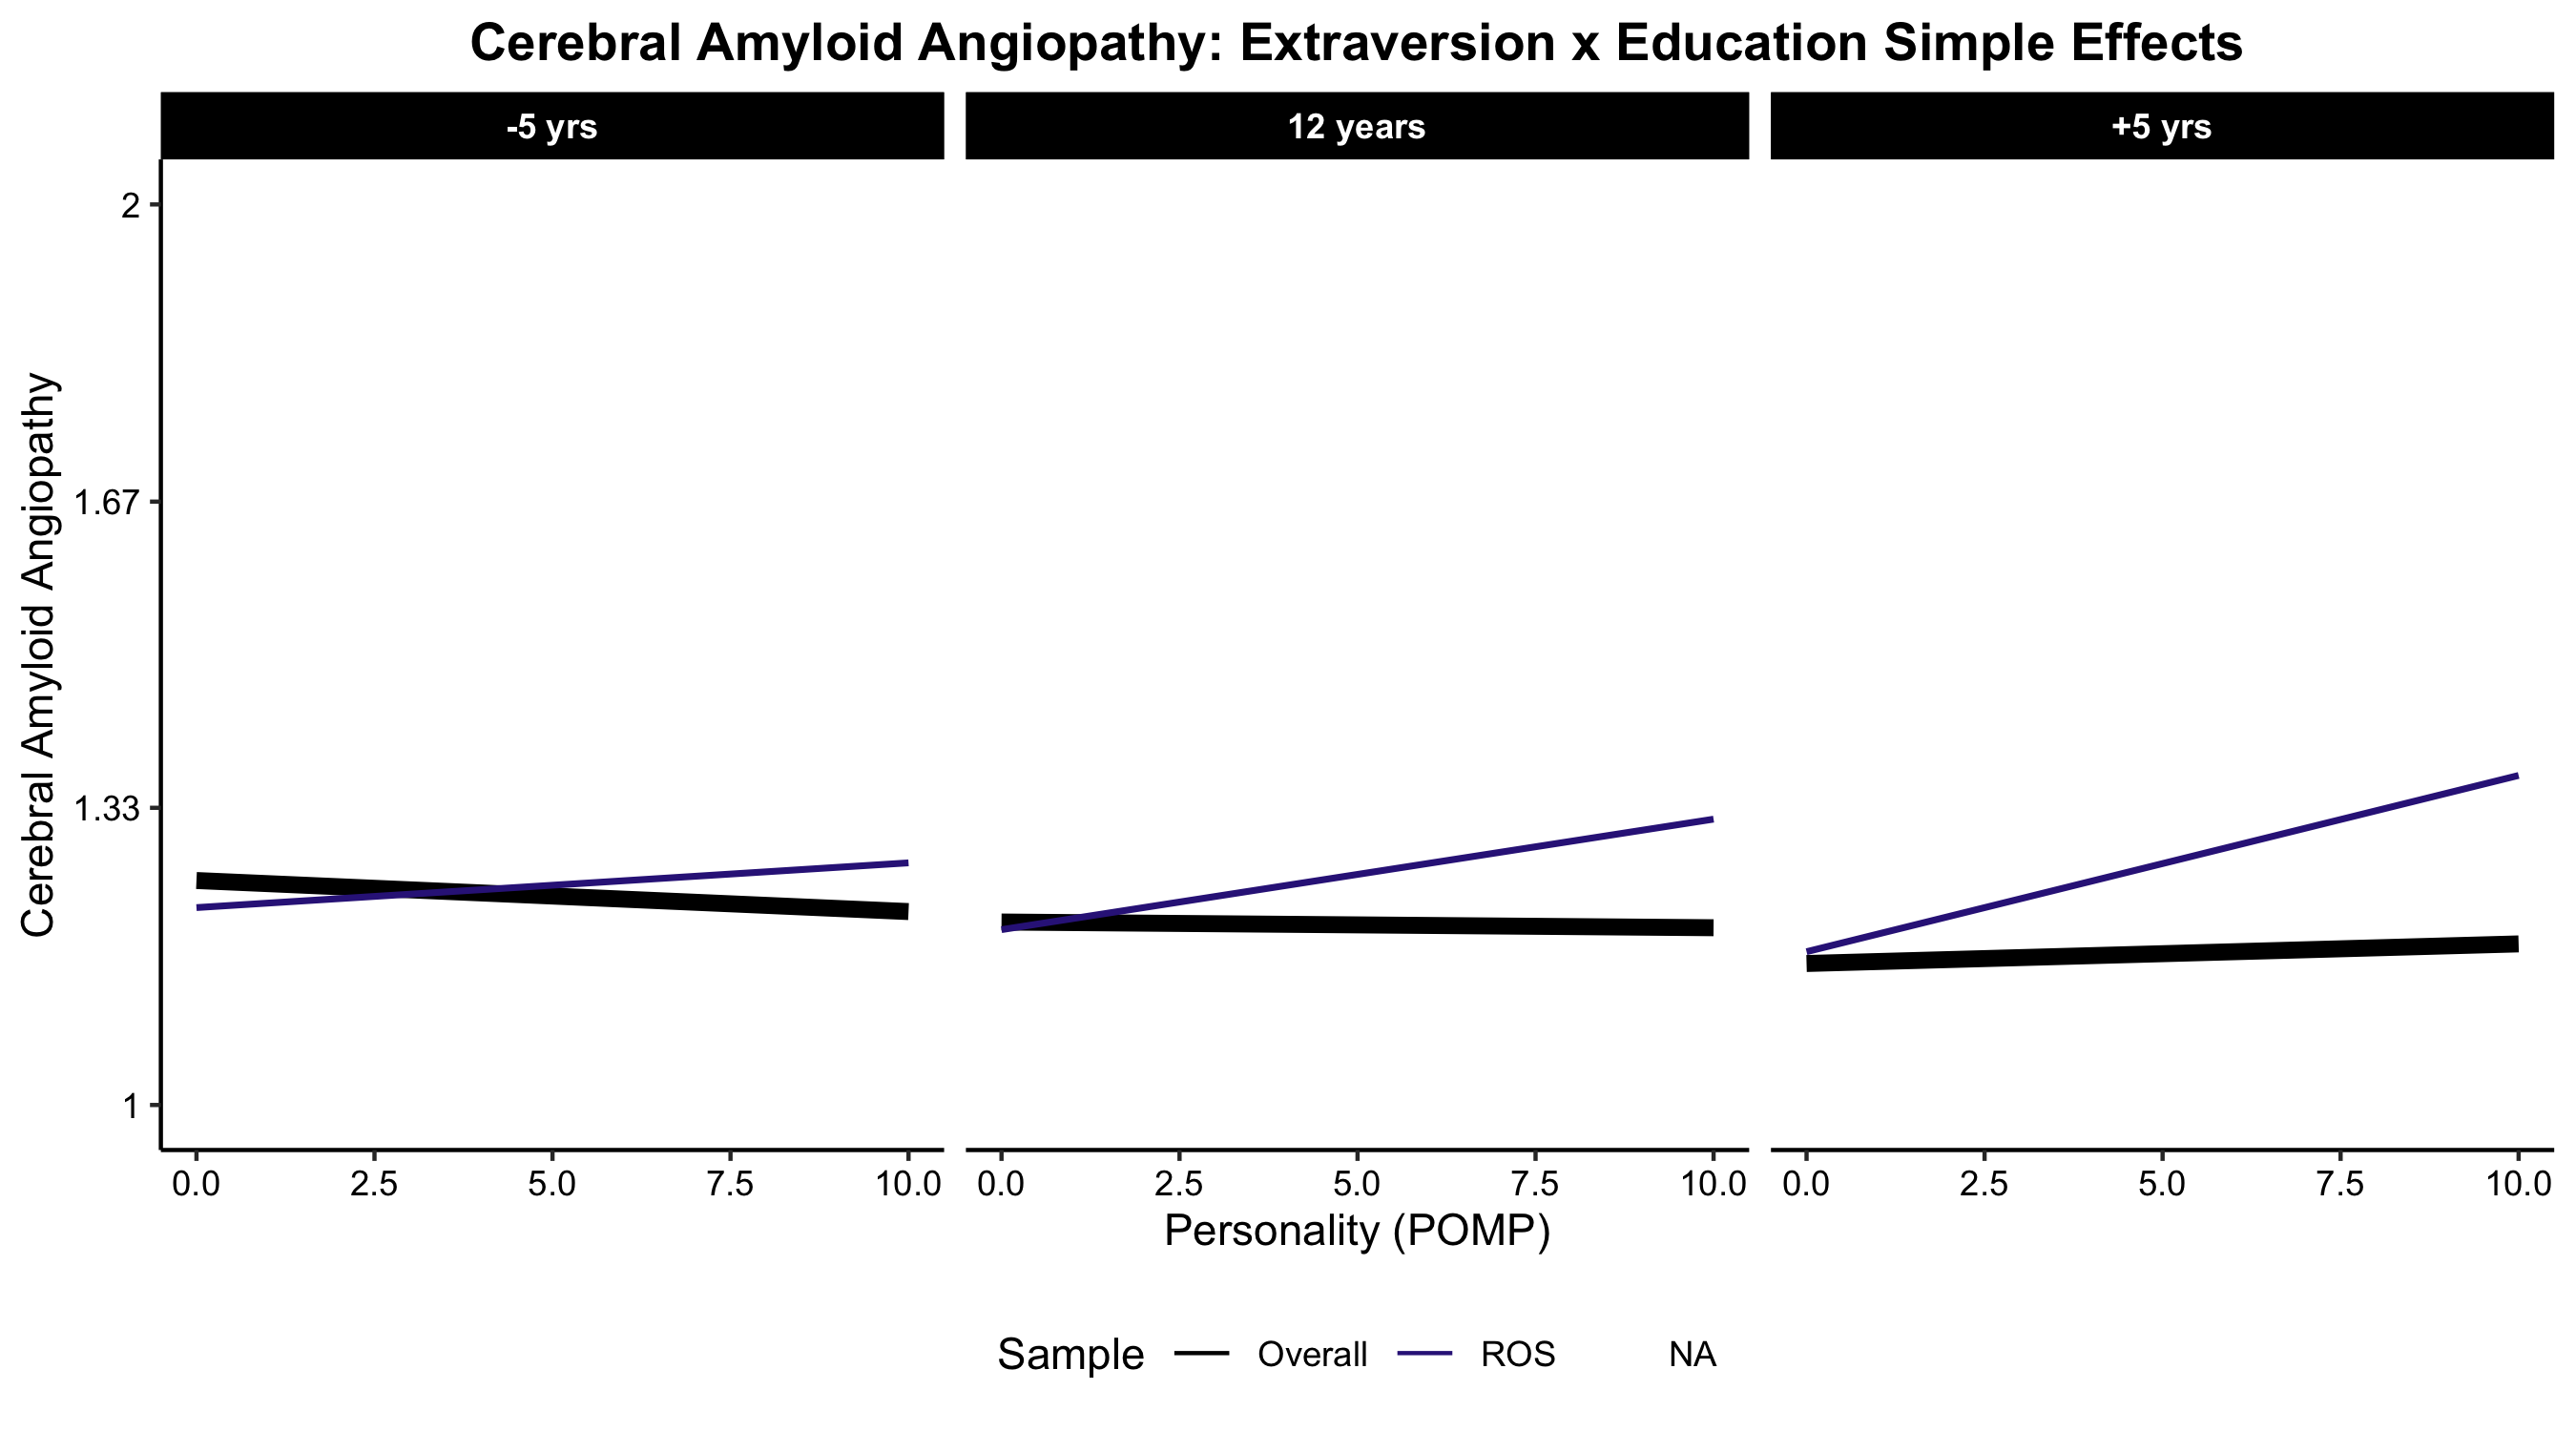 Cerebral Amyloid Angiopathy: Extraversion x Education Simple Effects
-5 yrs
12 years
+5 yrs
Cerebral Amyloid Angiopathy
2
1.67
1.33
1
0.0 2.5 5.0 7.5 10.0
0.0 2.5 5.0 7.5 10.0
0.0 2.5 5.0 7.5 10.0
Personality (POMP)
Sample Overall ROS NA